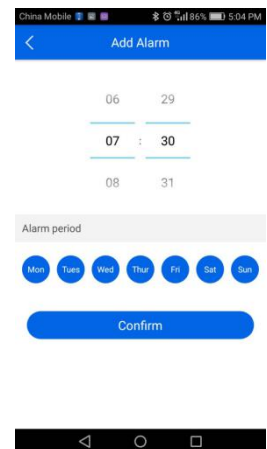 China Mobile 86% 5:04 PM
Add Alarm
06 29
07 : 30
08 31
Alarm period
Mon Tues Wed Thur Fri Sat Sun
Confirm